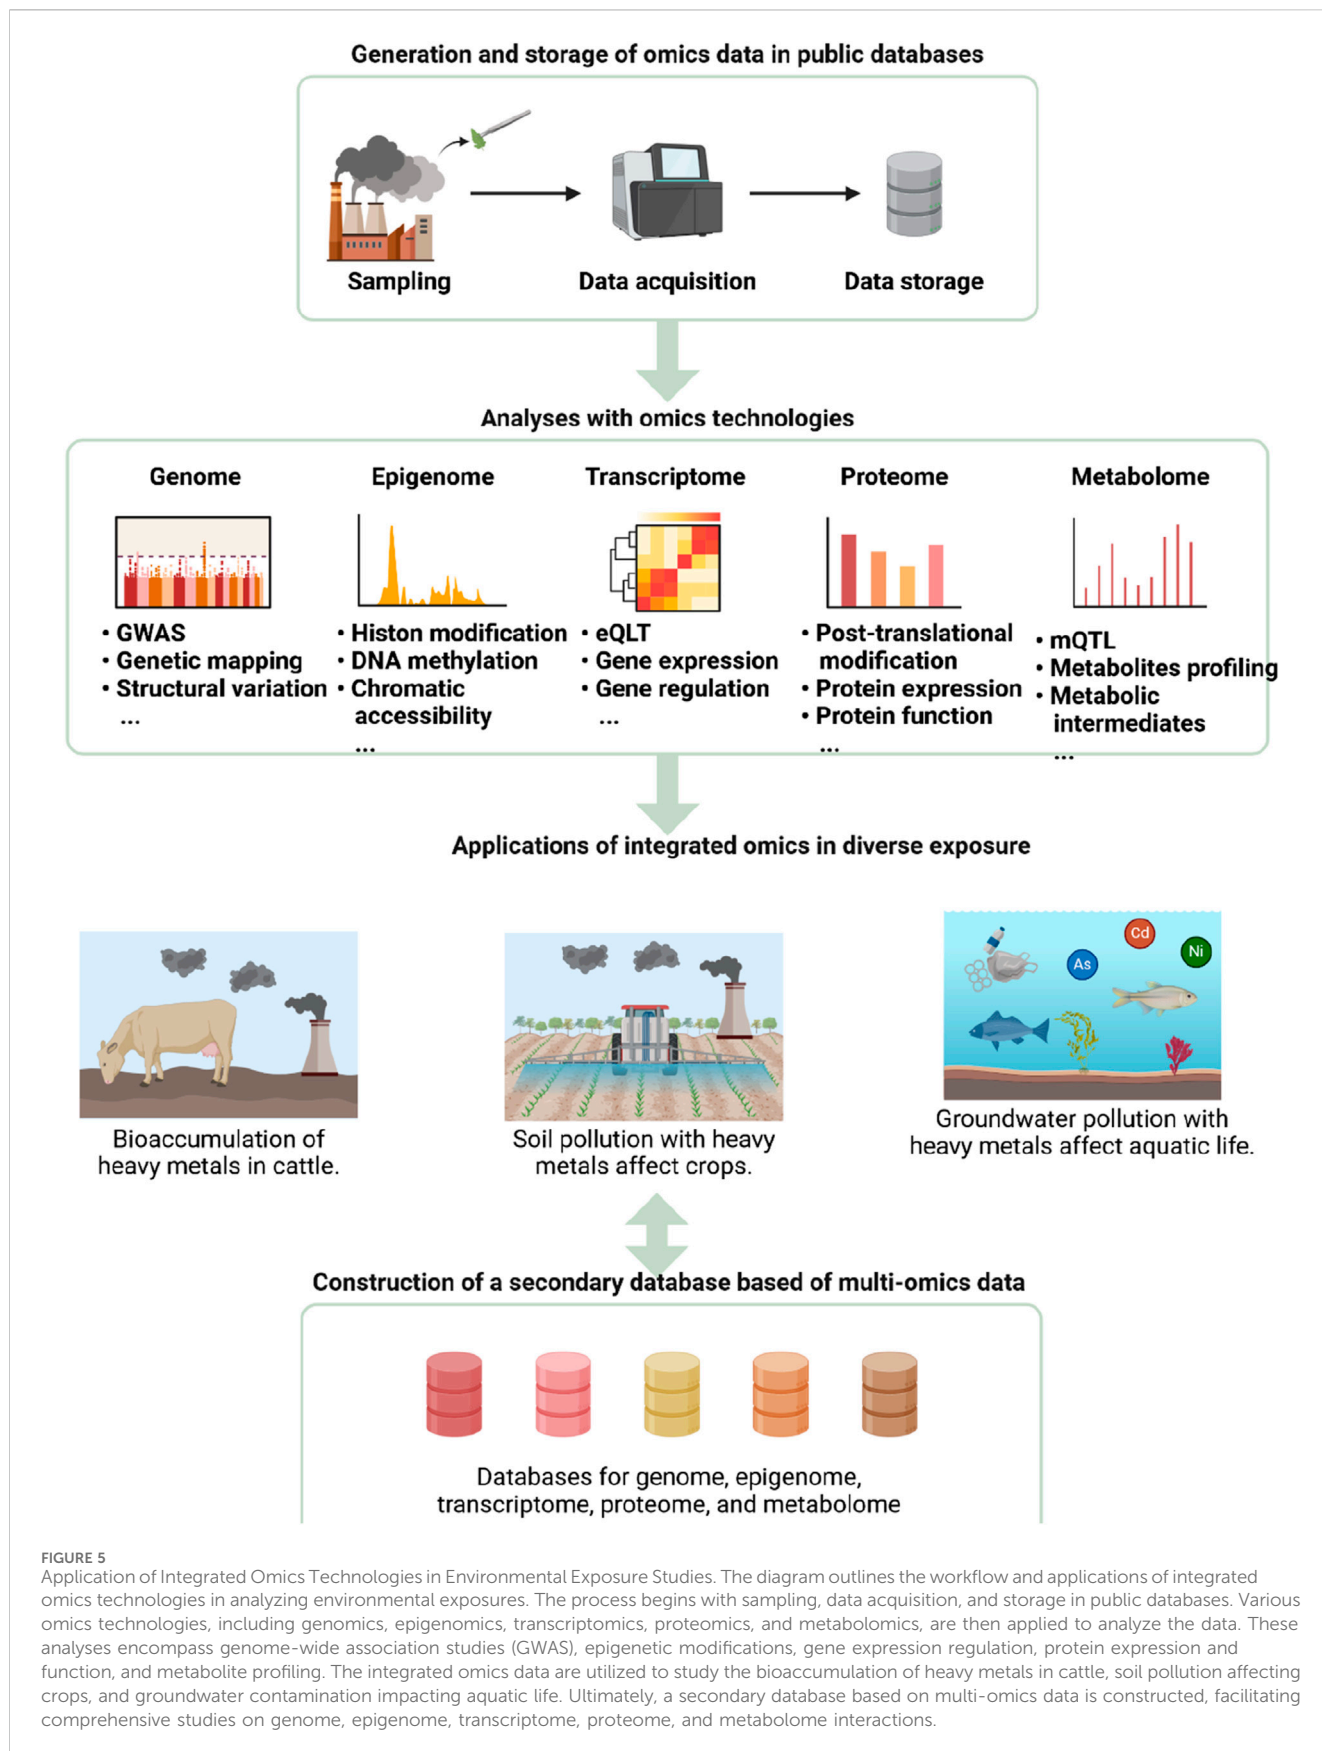 Generation and storage of omics data in public databases
Sampling
Data acquisition
Data storage
Analyses with omics technologies
Genome
Epigenome
Transcriptome
Proteome
Metabolome
• GWAS
• Genetic mapping
• Structural variation
...
• Histon modification
• DNA methylation
• Chromatic
accessibility
...
• eQLT
• Gene expression
• Gene regulation
...
• Post-translational
modification
• Protein expression
• Protein function
...
• mQTL
• Metabolites profiling
• Metabolic
intermediates
...
Applications of integrated omics in diverse exposure
As
Cd
Ni
Bioaccumulation of
heavy metals in cattle.
Soil pollution with heavy
metals affect crops.
Groundwater pollution with
heavy metals affect aquatic life.
Construction of a secondary database based of multi-omics data
Databases for genome, epigenome,
transcriptome, proteome, and metabolome
FIGURE 5
Application of Integrated Omics Technologies in Environmental Exposure Studies. The diagram outlines the workflow and applications of integrated
omics technologies in analyzing environmental exposures. The process begins with sampling, data acquisition, and storage in public databases. Various
omics technologies, including genomics, epigenomics, transcriptomics, proteomics, and metabolomics, are then applied to analyze the data. These
analyses encompass genome-wide association studies (GWAS), epigenetic modifications, gene expression regulation, protein expression and
function, and metabolite profiling. The integrated omics data are utilized to study the bioaccumulation of heavy metals in cattle, soil pollution affecting
crops, and groundwater contamination impacting aquatic life. Ultimately, a secondary database based on multi-omics data is constructed, facilitating
comprehensive studies on genome, epigenome, transcriptome, proteome, and metabolome interactions.